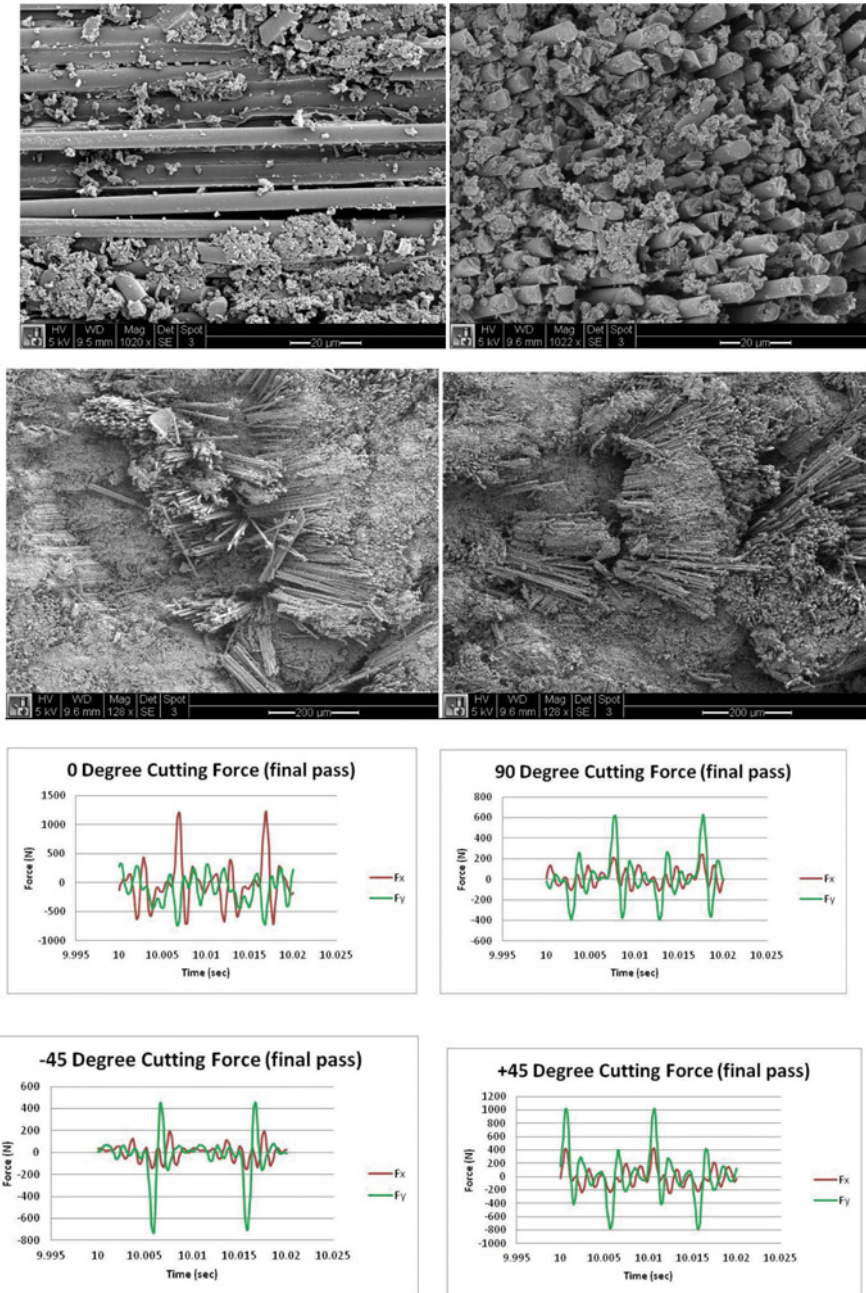 HV WD Mag Det Spot
5 kV 9.5 mm 1020 x SE 3 20 µm
HV WD Mag Det Spot
5 kV 9.6 mm 1022 x SE 3 20 µm
HV WD Mag Det Spot
5 kV 9.6 mm 128 x SE 3 200 µm
HV WD Mag Det Spot
5 kV 9.6 mm 128 x SE 3 200 µm
0 Degree Cutting Force (final pass)
1500
1000
500
0
-500
-1000
Force (N)
9.995 10 10.005 10.01 10.015 10.02 10.025
Time (sec)
Fx
Fy
90 Degree Cutting Force (final pass)
800
600
400
200
0
-200
-400
-600
Force (N)
9.995 10 10.005 10.01 10.015 10.02 10.025
Time (sec)
Fx
Fy
-45 Degree Cutting Force (final pass)
600
400
200
0
-200
-400
-600
-800
Force (N)
9.995 10 10.005 10.01 10.015 10.02 10.025
Time (sec)
Fx
Fy
+45 Degree Cutting Force (final pass)
1200
1000
800
600
400
200
0
-200
-400
-600
-800
-1000
Force (N)
9.995 10 10.005 10.01 10.015 10.02 10.025
Time (sec)
Fx
Fy